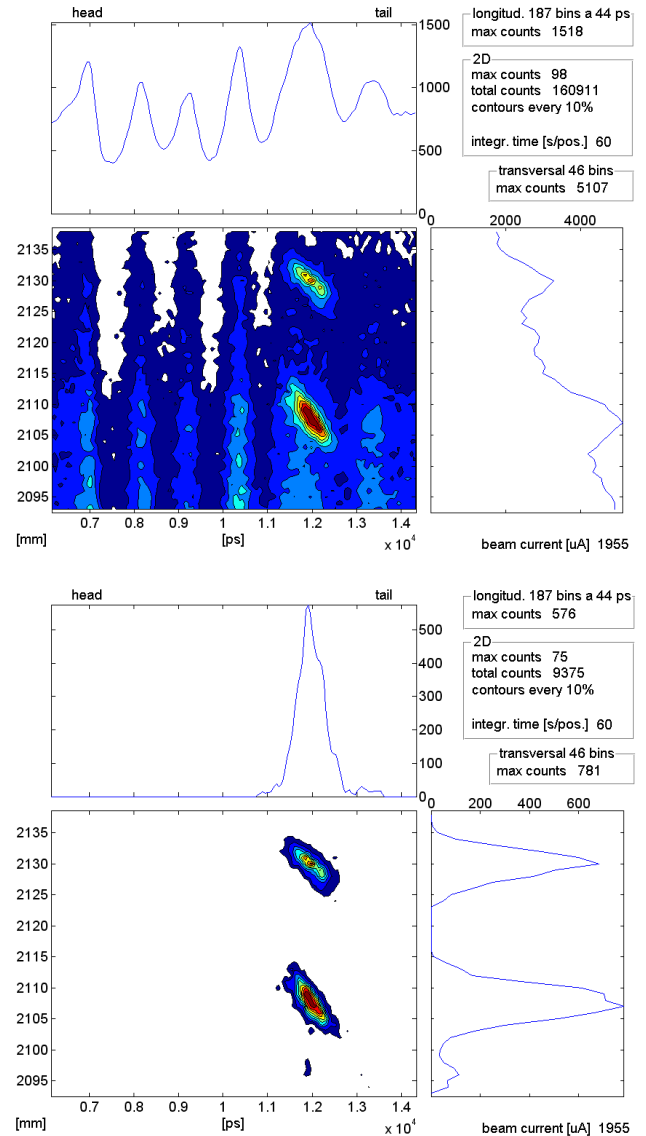 head tail
1500
1000
500
0
longitud. 187 bins a 44 ps
max counts 1518
2D
max counts 98
total counts 160911
contours every 10%
integr. time [s/pos.] 60
transversal 46 bins
max counts 5107
2000 4000
2135
2130
2125
2120
2115
2110
2105
2100
2095
0.7 0.8 0.9 1 1.1 1.2 1.3 1.4
x 10^4
[mm] [ps] beam current [uA] 1955
head tail
500
400
300
200
100
0
longitud. 187 bins a 44 ps
max counts 576
2D
max counts 75
total counts 9375
contours every 10%
integr. time [s/pos.] 60
transversal 46 bins
max counts 781
0 200 400 600
2135
2130
2125
2120
2115
2110
2105
2100
2095
0.7 0.8 0.9 1 1.1 1.2 1.3 1.4
x 10^4
[mm] [ps] beam current [uA] 1955